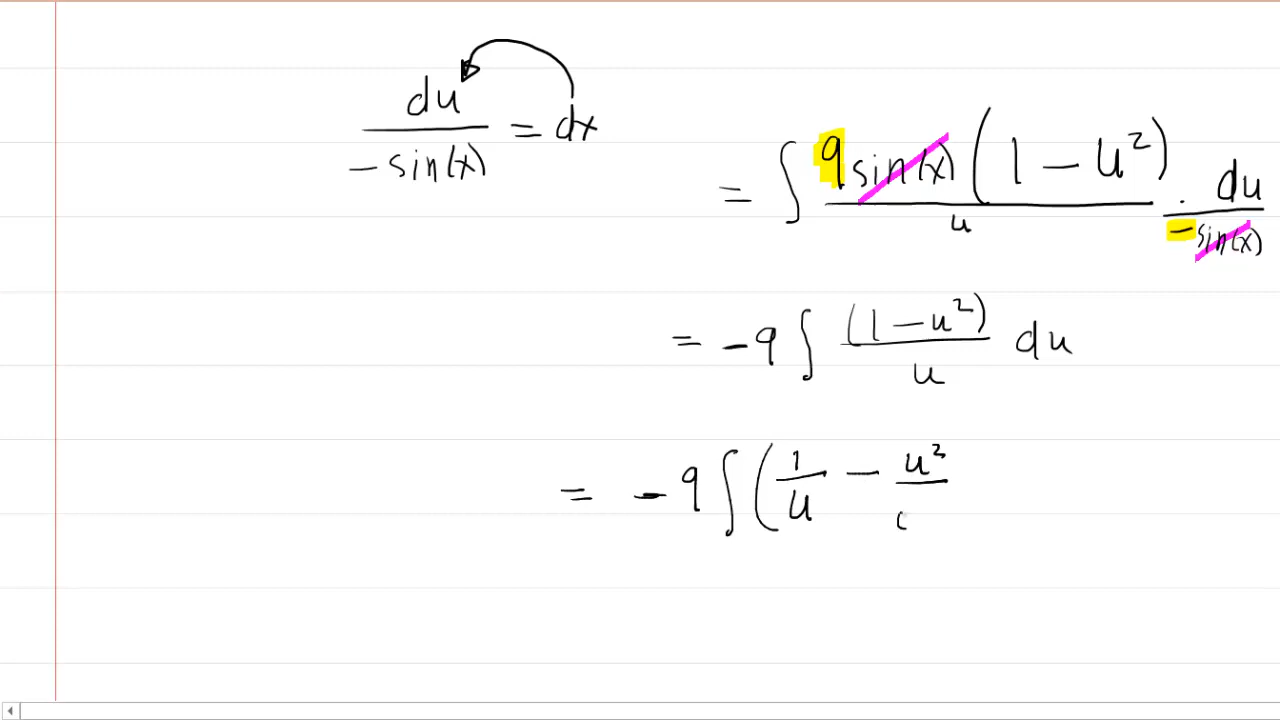 du / -sin(x) = dx
= ∫ 9 sin(x) (1 - u²) / u · du / -sin(x)
= -9 ∫ (1 - u²) / u du
= -9 ∫ ( 1/u - u² /